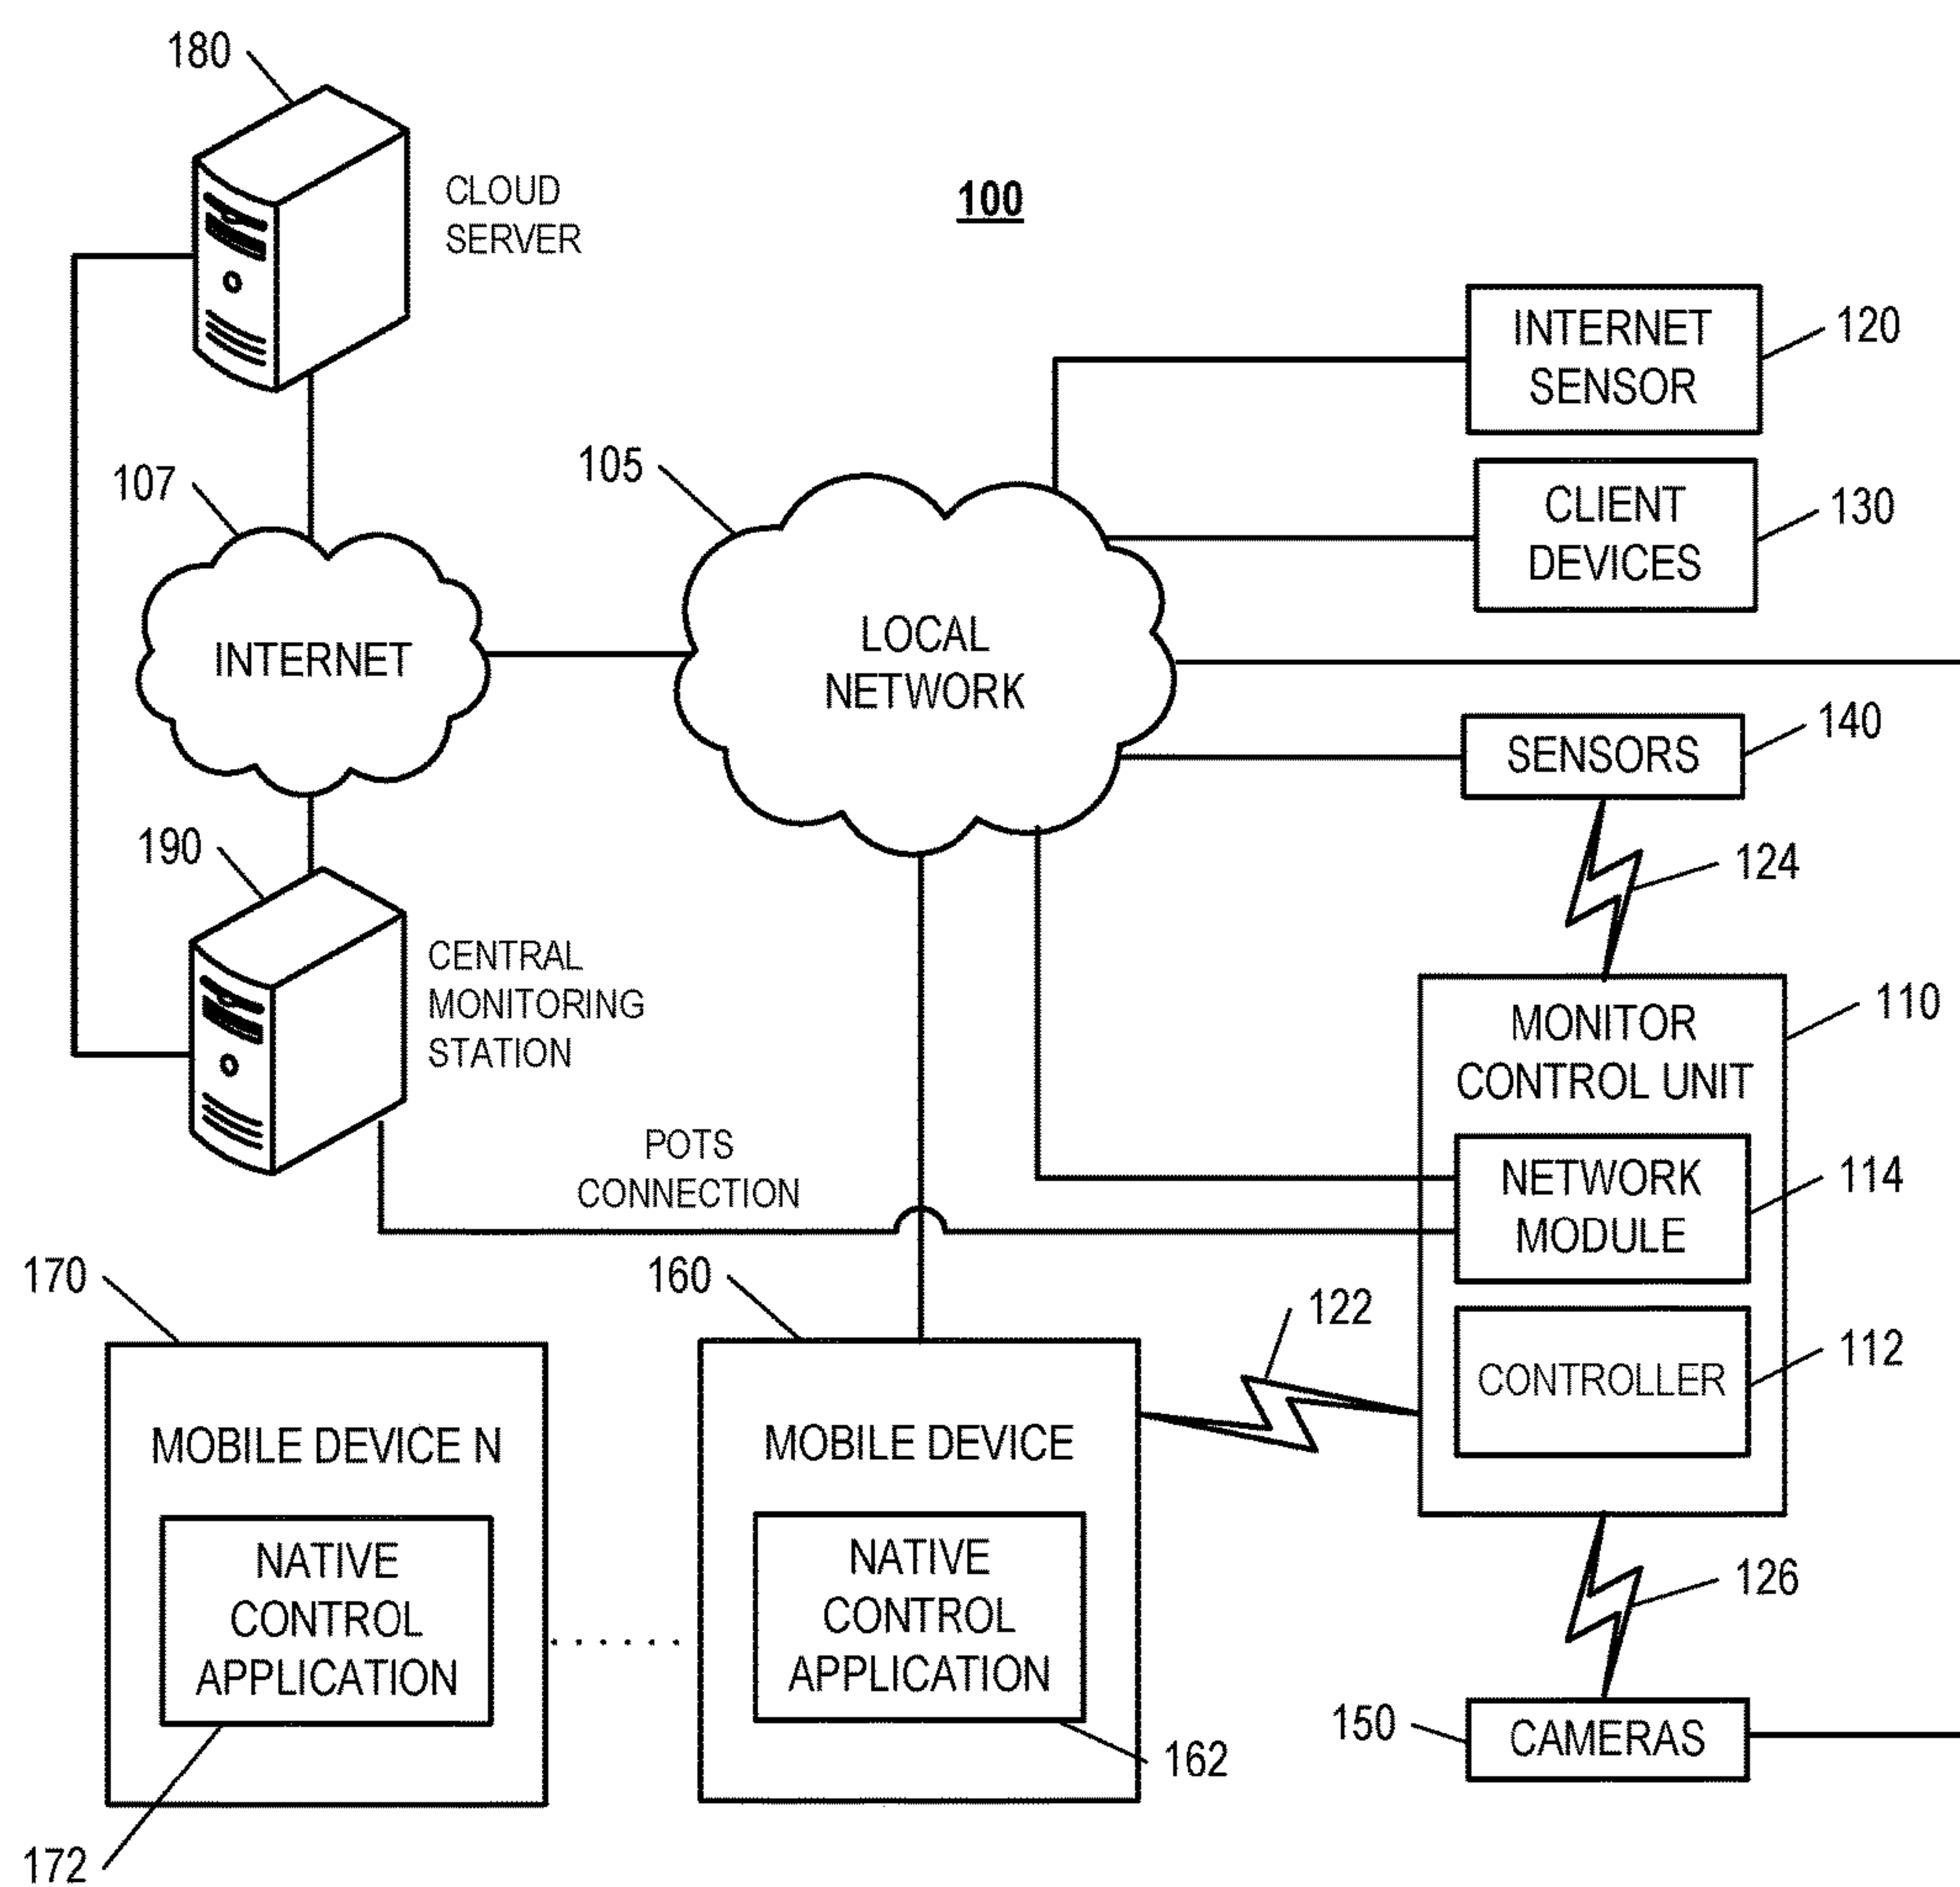 180
CLOUD
SERVER
100
INTERNET
SENSOR
120
107
105
CLIENT
DEVICES
130
INTERNET
LOCAL
NETWORK
SENSORS
140
190
124
CENTRAL
MONITORING
STATION
MONITOR
CONTROL UNIT
110
POTS
CONNECTION
NETWORK
MODULE
114
170
160
122
CONTROLLER
112
MOBILE DEVICE N
MOBILE DEVICE
NATIVE
CONTROL
APPLICATION
NATIVE
CONTROL
APPLICATION
126
......
150
CAMERAS
162
172